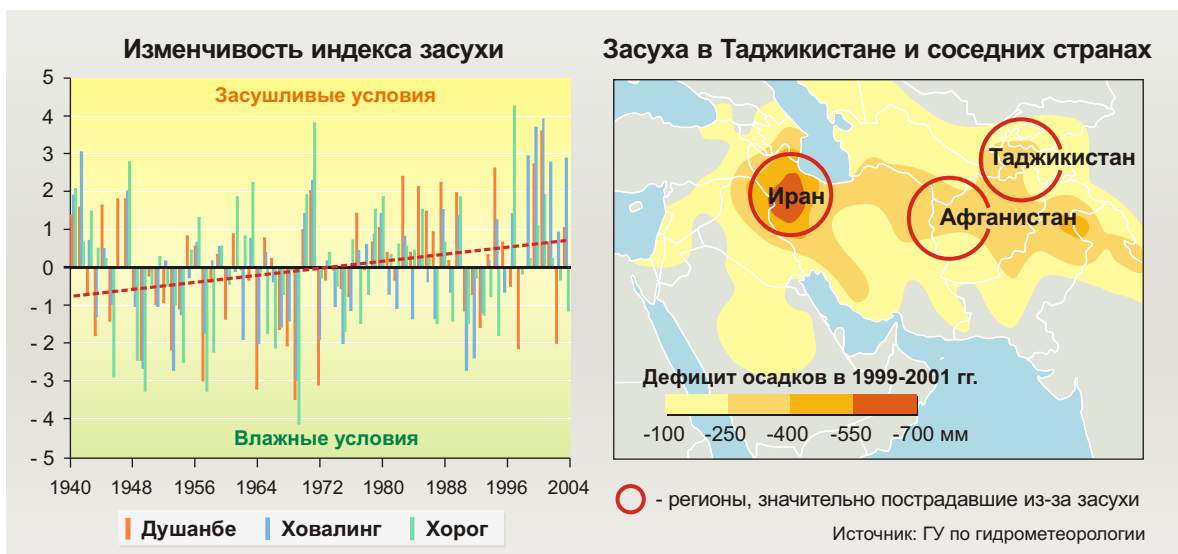 Изменчивость индекса засухи
5
4
3
2
1
0
- 1
- 2
- 3
- 4
- 5
Засушливые условия
Влажные условия
1940 1948 1956 1964 1972 1980 1988 1996 2004
Душанбе Ховалинг Хорог
Засуха в Таджикистане и соседних странах
Таджикистан
Иран
Афганистан
Дефицит осадков в 1999-2001 гг.
-100 -250 -400 -550 -700 мм
- регионы, значительно пострадавшие из-за засухи
Источник: ГУ по гидрометеорологии